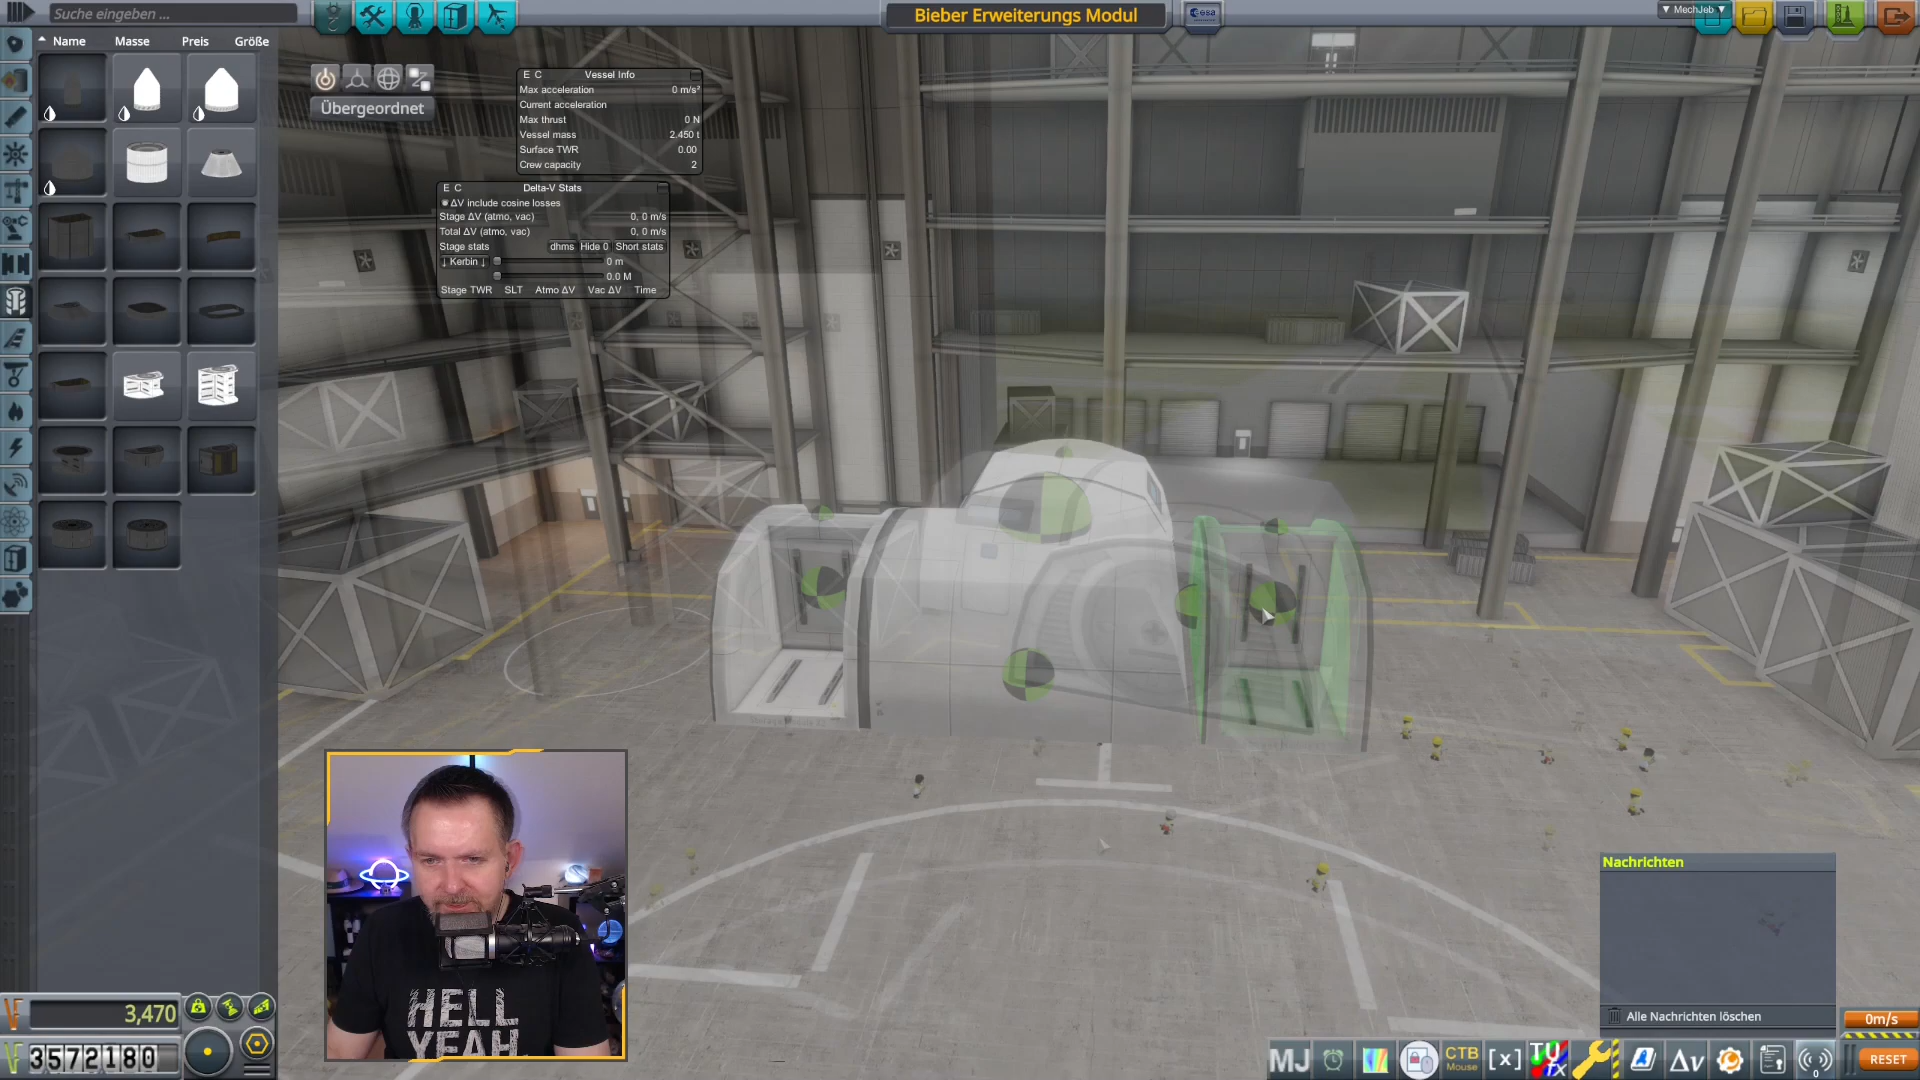 Suche eingeben ...
Bieber Erweiterungs Modul
esa
▼ MechJeb ▼
Name
Masse
Preis
Größe
Übergeordnet
E C Vessel Info
Max acceleration 0 m/s²
Current acceleration
Max thrust 0 N
Vessel mass 2.450 t
Surface TWR 0.00
Crew capacity 2
E C Delta-V Stats
ΔV include cosine losses
Stage ΔV (atmo, vac) 0, 0 m/s
Total ΔV (atmo, vac) 0, 0 m/s
Stage stats dhms Hide 0 Short stats
↓ Kerbin ↓ 0 m
0.0 M
Stage TWR SLT Atmo ΔV Vac ΔV Time
HELL
YEAH
Nachrichten
Alle Nachrichten löschen
3,470
3572180
0m/s
MJ
CTB
Mouse
[x]
TU
fx
Δv
0
RESET